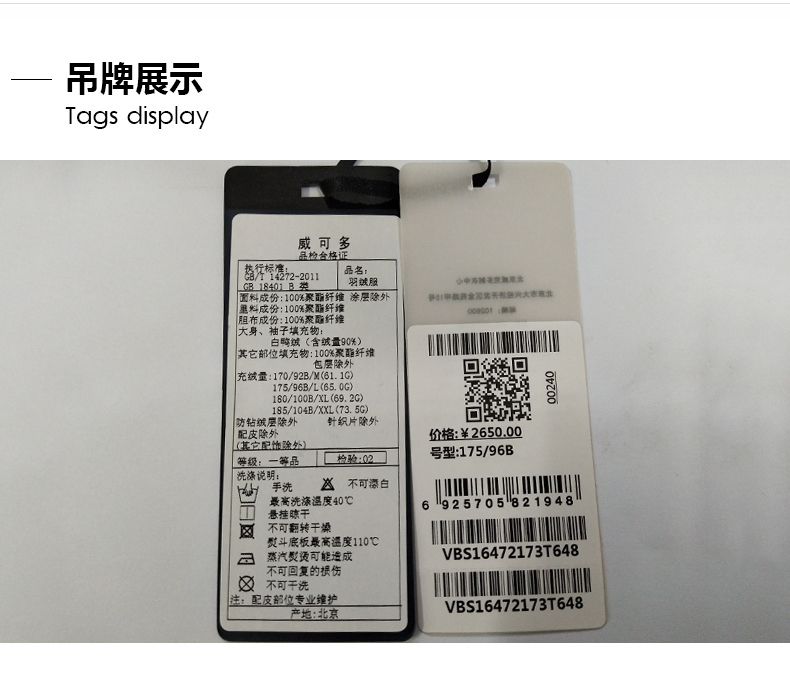 吊牌展示
Tags display
威可多
品检合格证
执行标准:
GB/T 14272-2011
GB 18401 B 类
品名:
羽绒服
面料成份:100%聚酯纤维 涂层除外
里料成份:100%聚酯纤维
胆布成份:100%聚酯纤维
大身、袖子填充物:
白鸭绒（含绒量90%）
其它部位填充物:100%聚酯纤维
包层除外
充绒量:170/92B/M(61.1G)
175/96B/L(65.0G)
180/100B/XL(69.2G)
185/104B/XXL(73.5G)
防钻绒层除外 针织片除外
配皮除外
(其它配饰除外)
等级: 一等品 检验:02
洗涤说明:
手洗 不可漂白
最高洗涤温度40℃
悬挂晾干
不可翻转干燥
熨斗底板最高温度110℃
蒸汽熨烫可能造成
不可回复的损伤
不可干洗
注: 配皮部位专业维护
产地:北京
00240
价格:¥2650.00
号型:175/96B
6 925705 821948
VBS16472173T648
VBS16472173T648